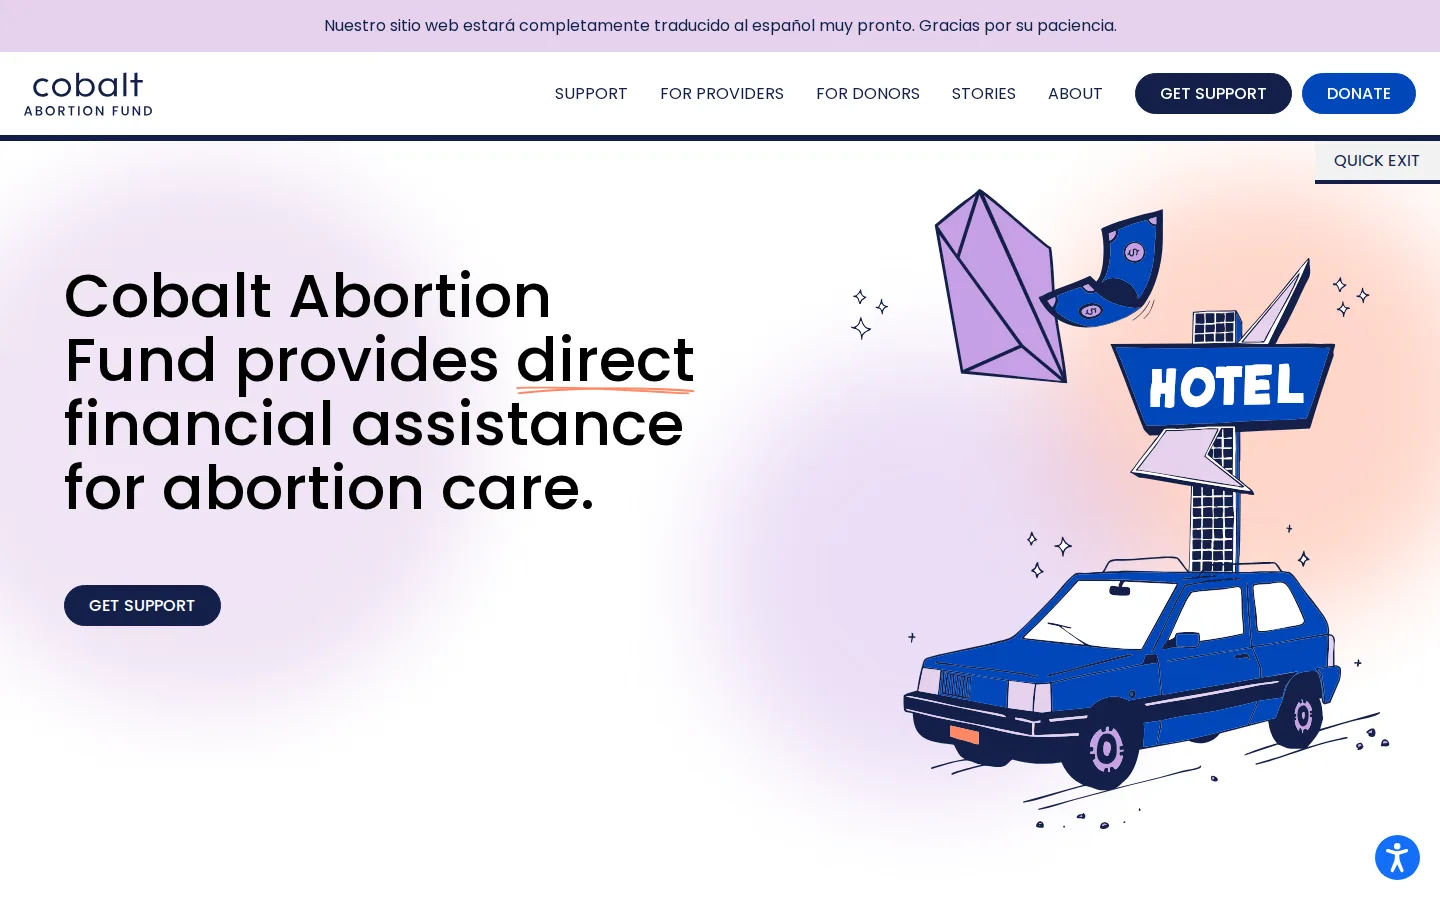 Nuestro sitio web estará completamente traducido al español muy pronto. Gracias por su paciencia.
cobalt
ABORTION FUND
SUPPORT
FOR PROVIDERS
FOR DONORS
STORIES
ABOUT
GET SUPPORT
DONATE
QUICK EXIT
Cobalt Abortion
Fund provides direct
financial assistance
for abortion care.
GET SUPPORT
$
$
HOTEL